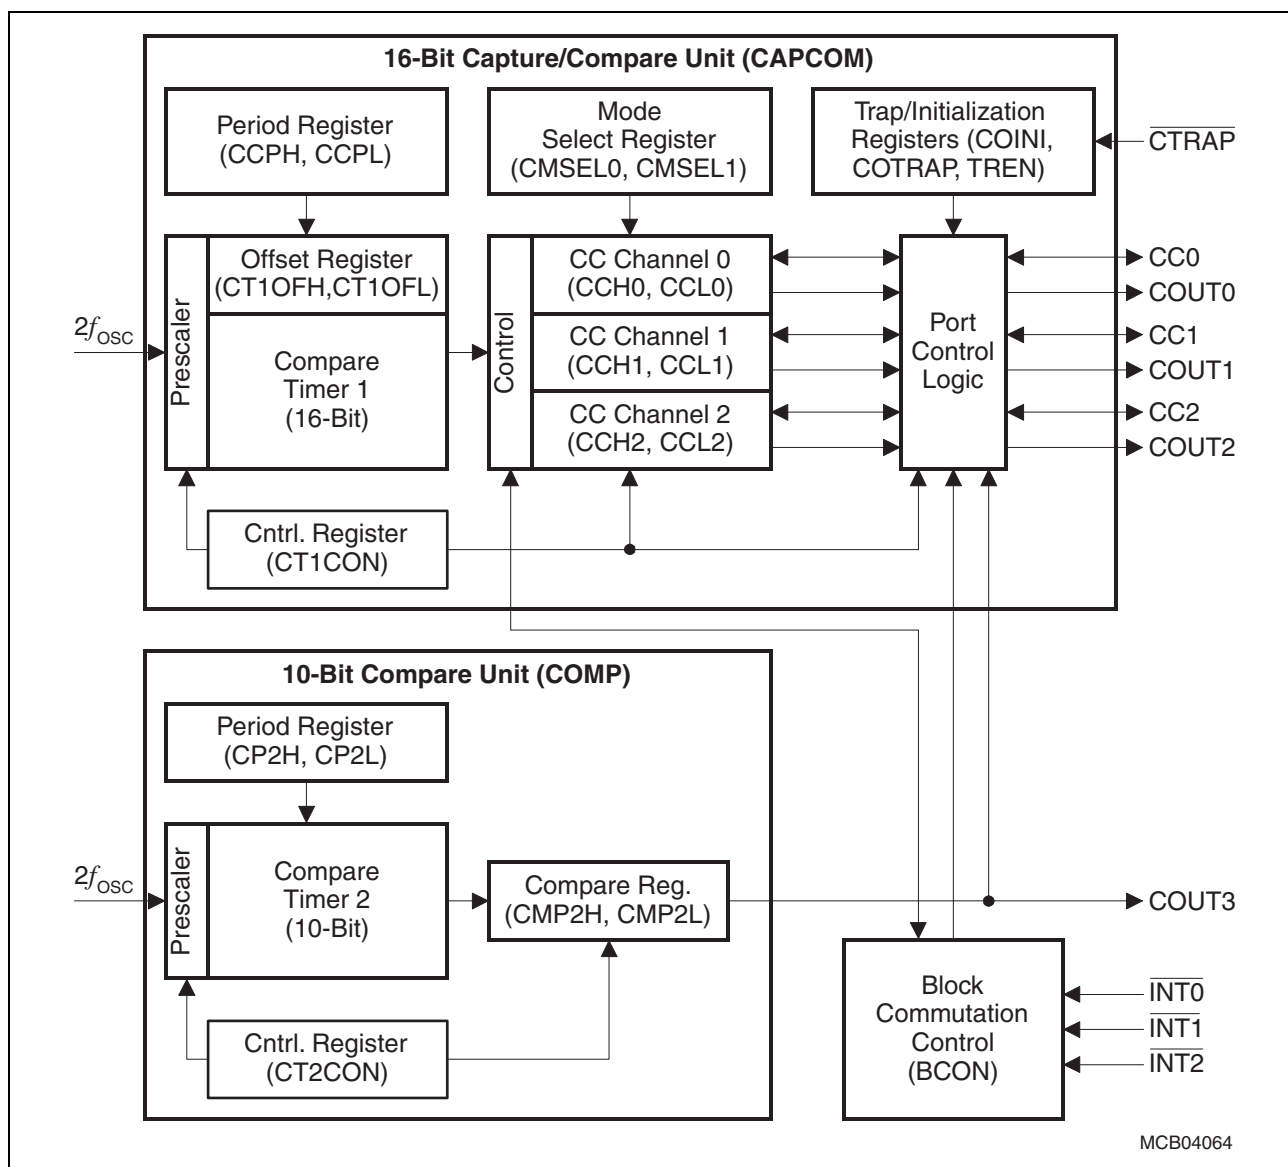 16-Bit Capture/Compare Unit (CAPCOM)
Period Register
(CCPH, CCPL)
Mode
Select Register
(CMSEL0, CMSEL1)
Trap/Initialization
Registers (COINI,
COTRAP, TREN)
CTRAP
2fOSC
Prescaler
Offset Register
(CT1OFH,CT1OFL)
Compare
Timer 1
(16-Bit)
Control
CC Channel 0
(CCH0, CCL0)
CC Channel 1
(CCH1, CCL1)
CC Channel 2
(CCH2, CCL2)
Port
Control
Logic
CC0
COUT0
CC1
COUT1
CC2
COUT2
Cntrl. Register
(CT1CON)
10-Bit Compare Unit (COMP)
Period Register
(CP2H, CP2L)
2fOSC
Prescaler
Compare
Timer 2
(10-Bit)
Compare Reg.
(CMP2H, CMP2L)
COUT3
Cntrl. Register
(CT2CON)
Block
Commutation
Control
(BCON)
INT0
INT1
INT2
MCB04064